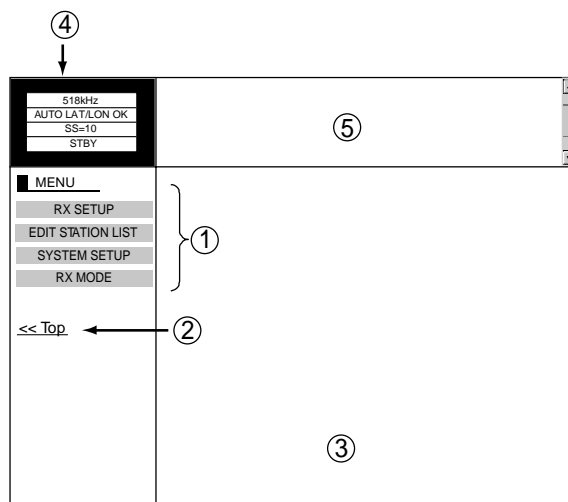 ④
518kHz
AUTO LAT/LON OK
SS=10
STBY
⑤
MENU
RX SETUP
EDIT STATION LIST
SYSTEM SETUP
RX MODE
①
<< Top
②
③